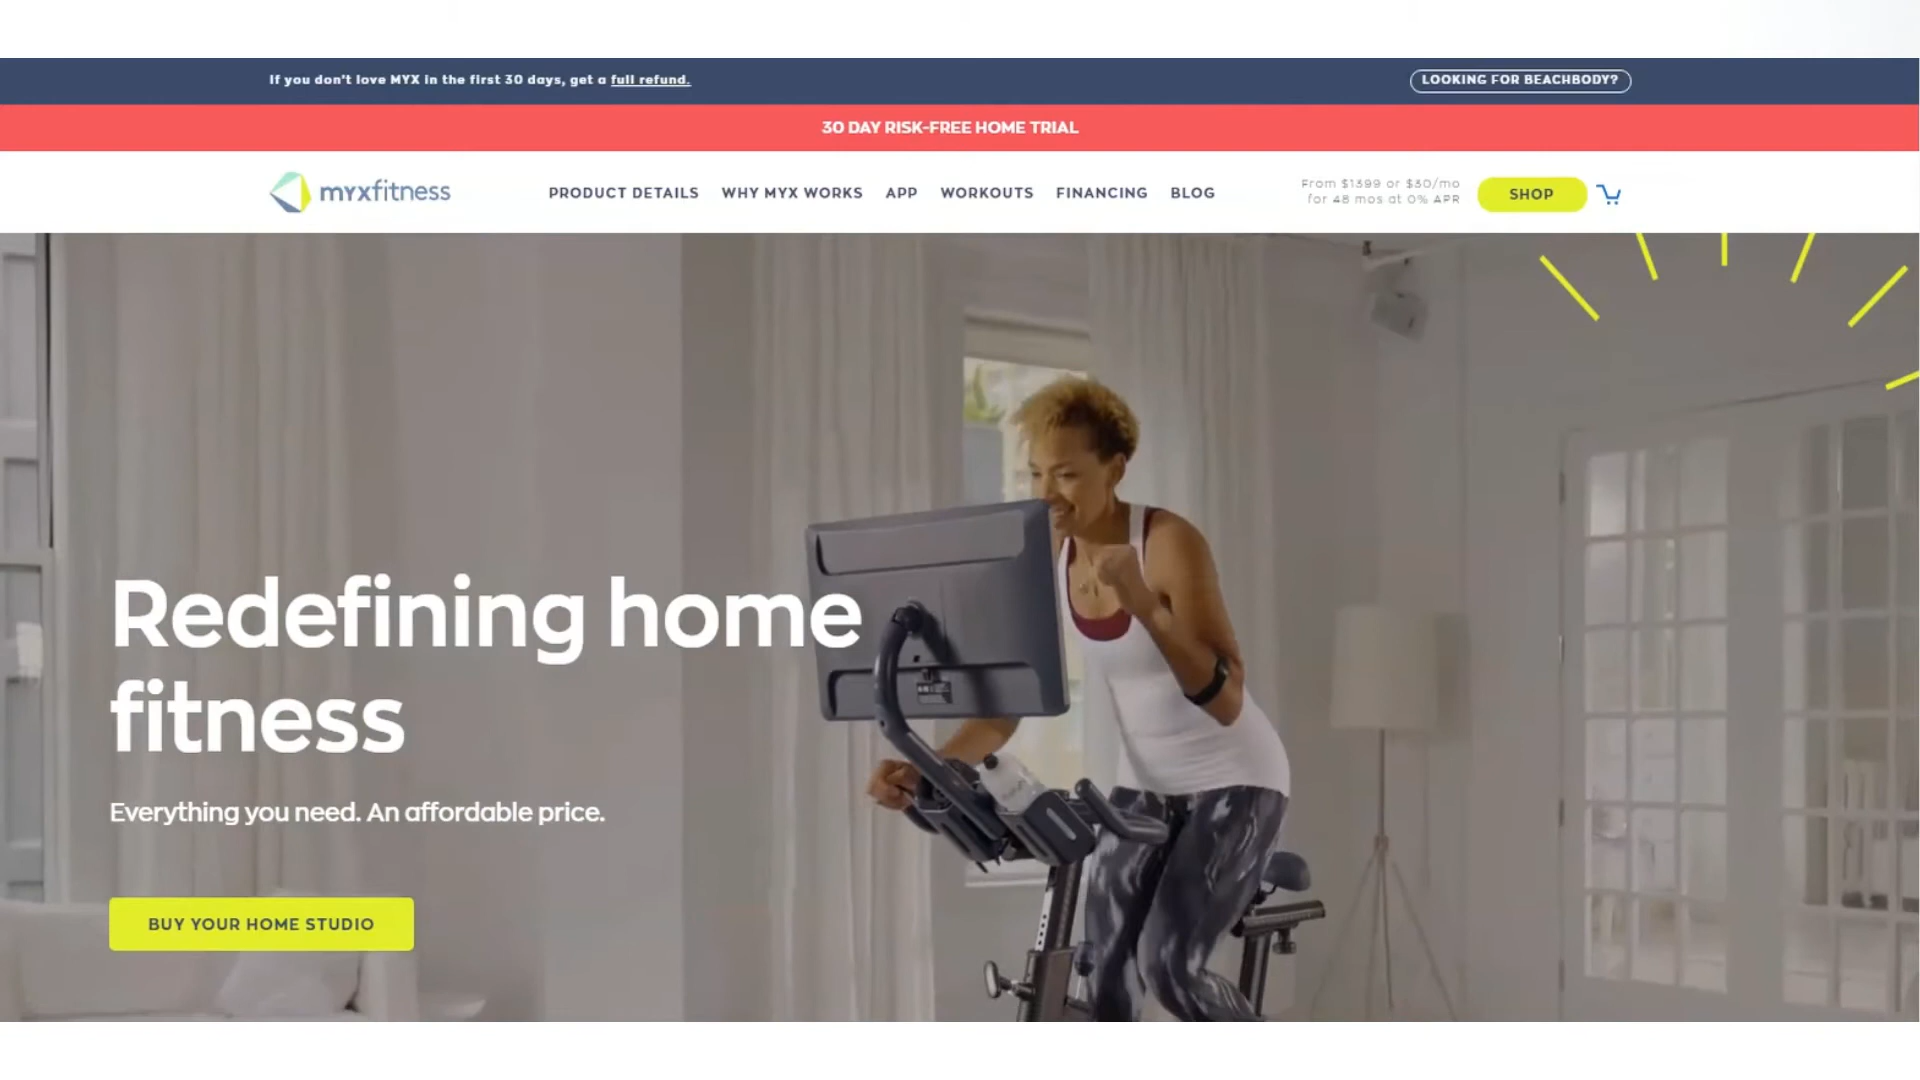 If you don't love MYX in the first 30 days, get a full refund.
LOOKING FOR BEACHBODY?
30 DAY RISK-FREE HOME TRIAL
myxfitness
PRODUCT DETAILS WHY MYX WORKS APP WORKOUTS FINANCING BLOG
From $1399 or $30/mo
for 48 mos at 0% APR
SHOP
Redefining home
fitness
Everything you need. An affordable price.
BUY YOUR HOME STUDIO